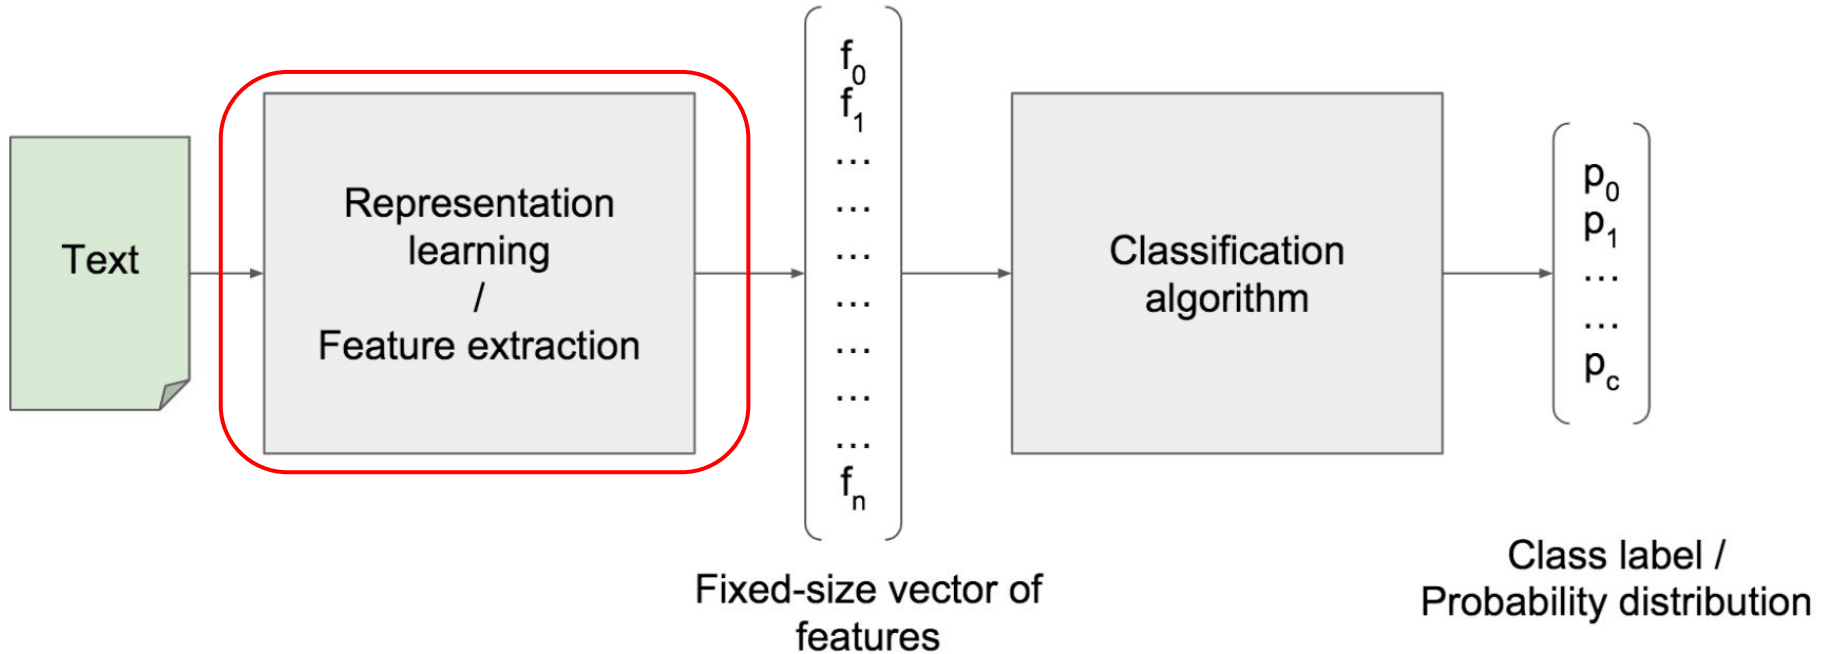 Text
Representation
learning
/
Feature extraction
f0
f1
...
...
...
...
...
...
...
fn
Fixed-size vector of
features
Classification
algorithm
p0
p1
...
...
pc
Class label /
Probability distribution